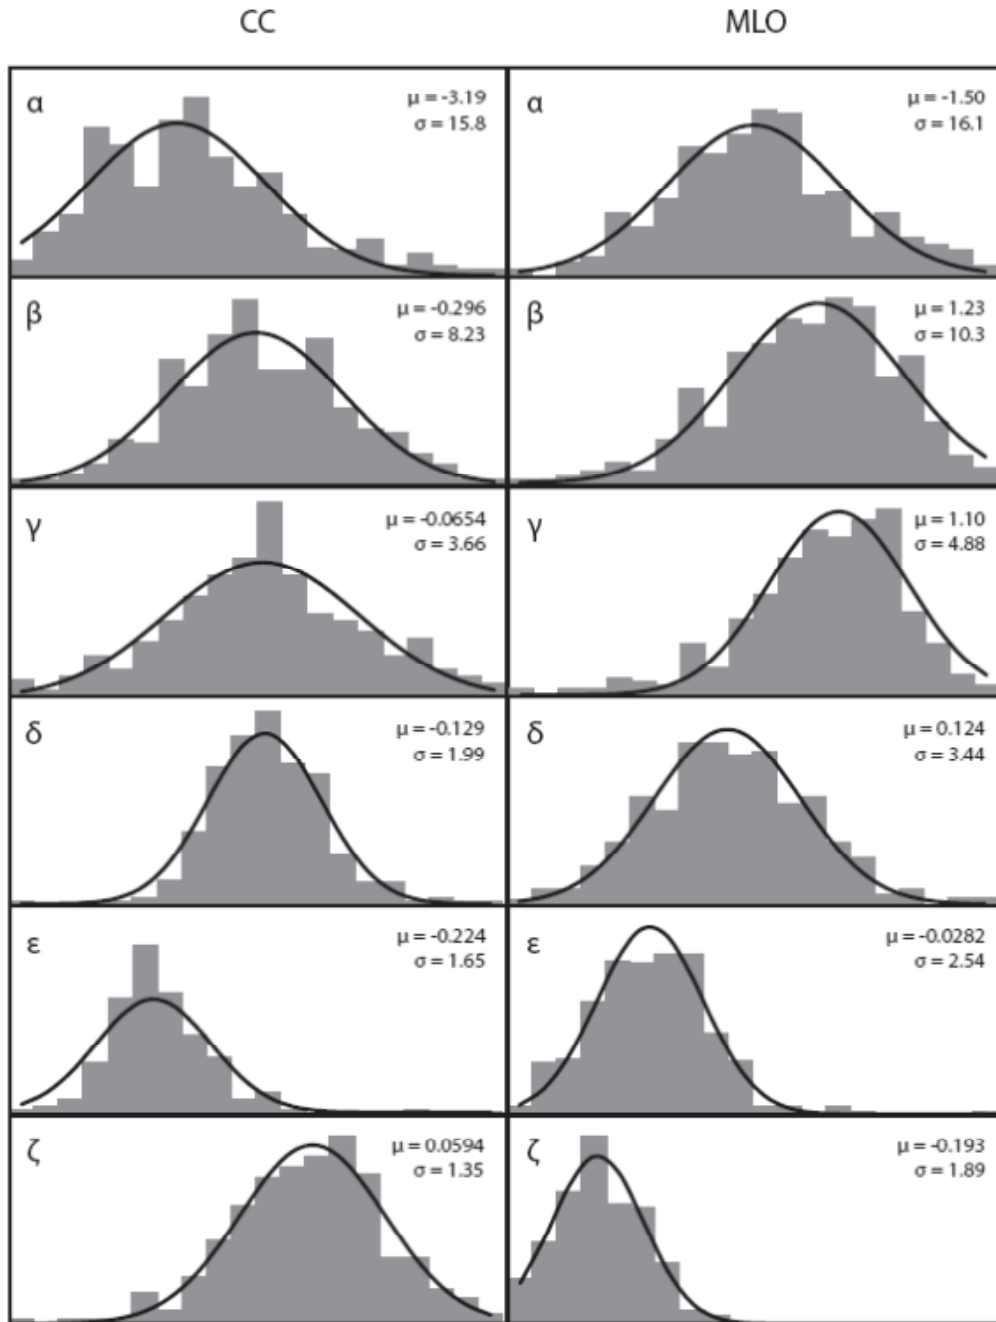 CC MLO
α μ = -3.19 α μ = -1.50
σ = 15.8 σ = 16.1
β μ = -0.296 β μ = 1.23
σ = 8.23 σ = 10.3
γ μ = -0.0654 γ μ = 1.10
σ = 3.66 σ = 4.88
δ μ = -0.129 δ μ = 0.124
σ = 1.99 σ = 3.44
ε μ = -0.224 ε μ = -0.0282
σ = 1.65 σ = 2.54
ζ μ = 0.0594 ζ μ = -0.193
σ = 1.35 σ = 1.89